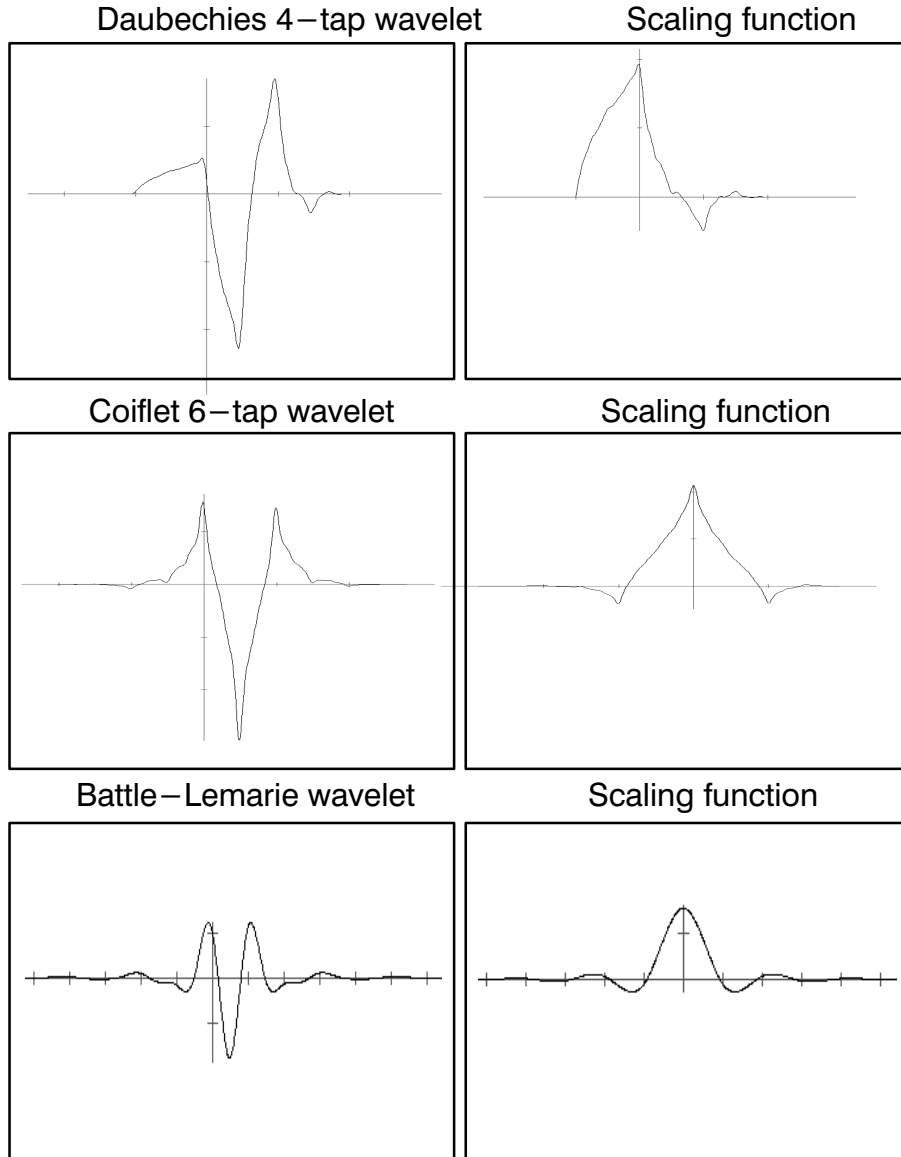 Daubechies 4−tap wavelet
Scaling function
Coiflet 6−tap wavelet
Scaling function
Battle−Lemarie wavelet
Scaling function